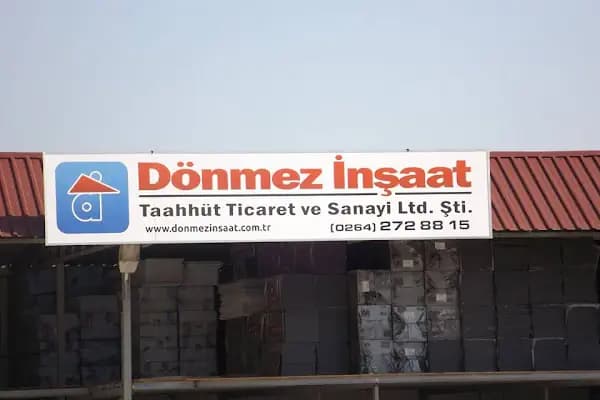 Dönmez İnşaat
Taahhüt Ticaret ve Sanayi Ltd. Şti.
www.donmezinsaat.com.tr (0264) 272 88 15